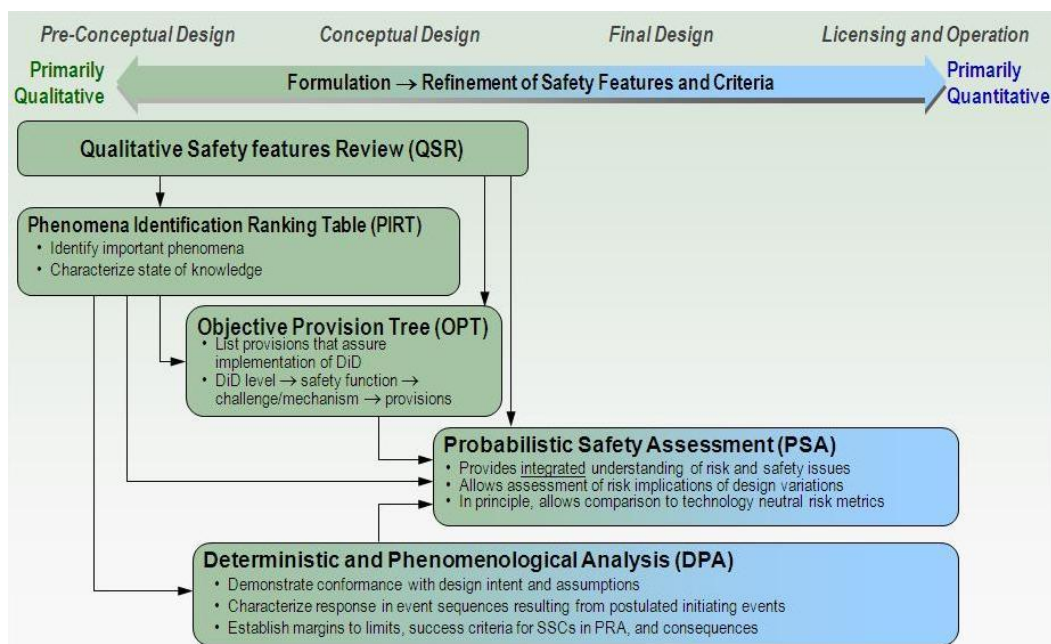 Pre-Conceptual Design Conceptual Design Final Design Licensing and Operation
Primarily
Qualitative
Formulation → Refinement of Safety Features and Criteria
Primarily
Quantitative
Qualitative Safety features Review (QSR)
Phenomena Identification Ranking Table (PIRT)
• Identify important phenomena
• Characterize state of knowledge
Objective Provision Tree (OPT)
• List provisions that assure
implementation of DiD
• DiD level → safety function →
challenge/mechanism → provisions
Probabilistic Safety Assessment (PSA)
• Provides integrated understanding of risk and safety issues
• Allows assessment of risk implications of design variations
• In principle, allows comparison to technology neutral risk metrics
Deterministic and Phenomenological Analysis (DPA)
• Demonstrate conformance with design intent and assumptions
• Characterize response in event sequences resulting from postulated initiating events
• Establish margins to limits, success criteria for SSCs in PRA, and consequences